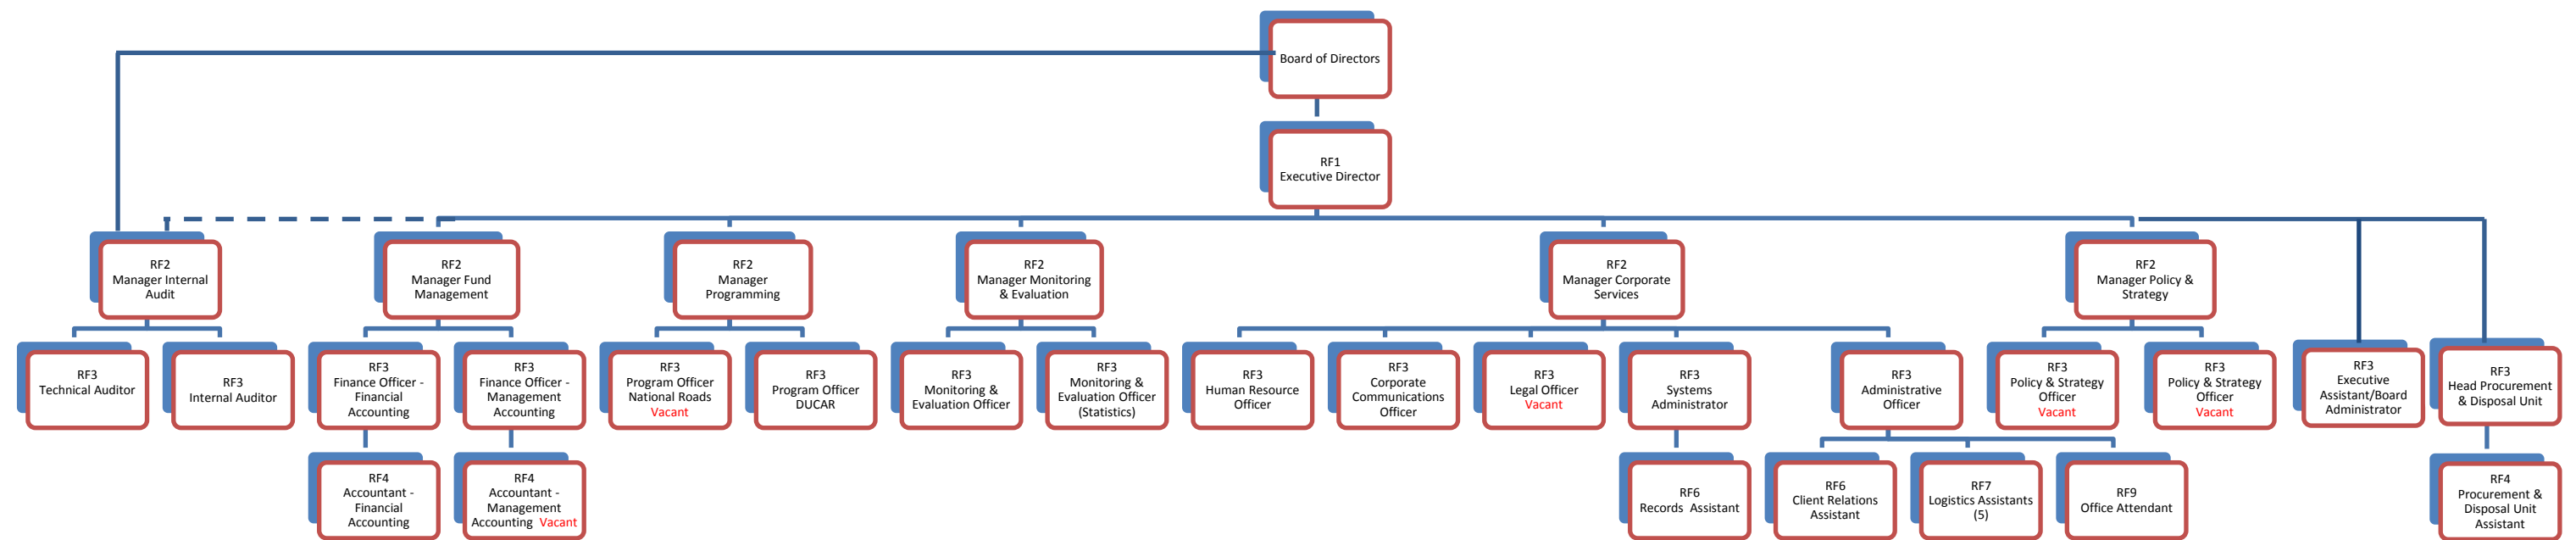 Board of Directors
RF1
Executive Director
RF2
Manager Internal
Audit
RF2
Manager Fund
Management
RF2
Manager
Programming
RF2
Manager Monitoring
& Evaluation
RF2
Manager Corporate
Services
RF2
Manager Policy &
Strategy
RF3
Technical Auditor
RF3
Internal Auditor
RF3
Finance Officer -
Financial
Accounting
RF3
Finance Officer -
Management
Accounting
RF3
Program Officer
National Roads
Vacant
RF3
Program Officer
DUCAR
RF3
Monitoring &
Evaluation Officer
RF3
Monitoring &
Evaluation Officer
(Statistics)
RF3
Human Resource
Officer
RF3
Corporate
Communications
Officer
RF3
Legal Officer
Vacant
RF3
Systems
Administrator
RF3
Administrative
Officer
RF3
Policy & Strategy
Officer
Vacant
RF3
Policy & Strategy
Officer
Vacant
RF3
Executive
Assistant/Board
Administrator
RF3
Head Procurement
& Disposal Unit
RF4
Accountant -
Financial
Accounting
RF4
Accountant -
Management
Accounting Vacant
RF6
Records Assistant
RF6
Client Relations
Assistant
RF7
Logistics Assistants
(5)
RF9
Office Attendant
RF4
Procurement &
Disposal Unit
Assistant